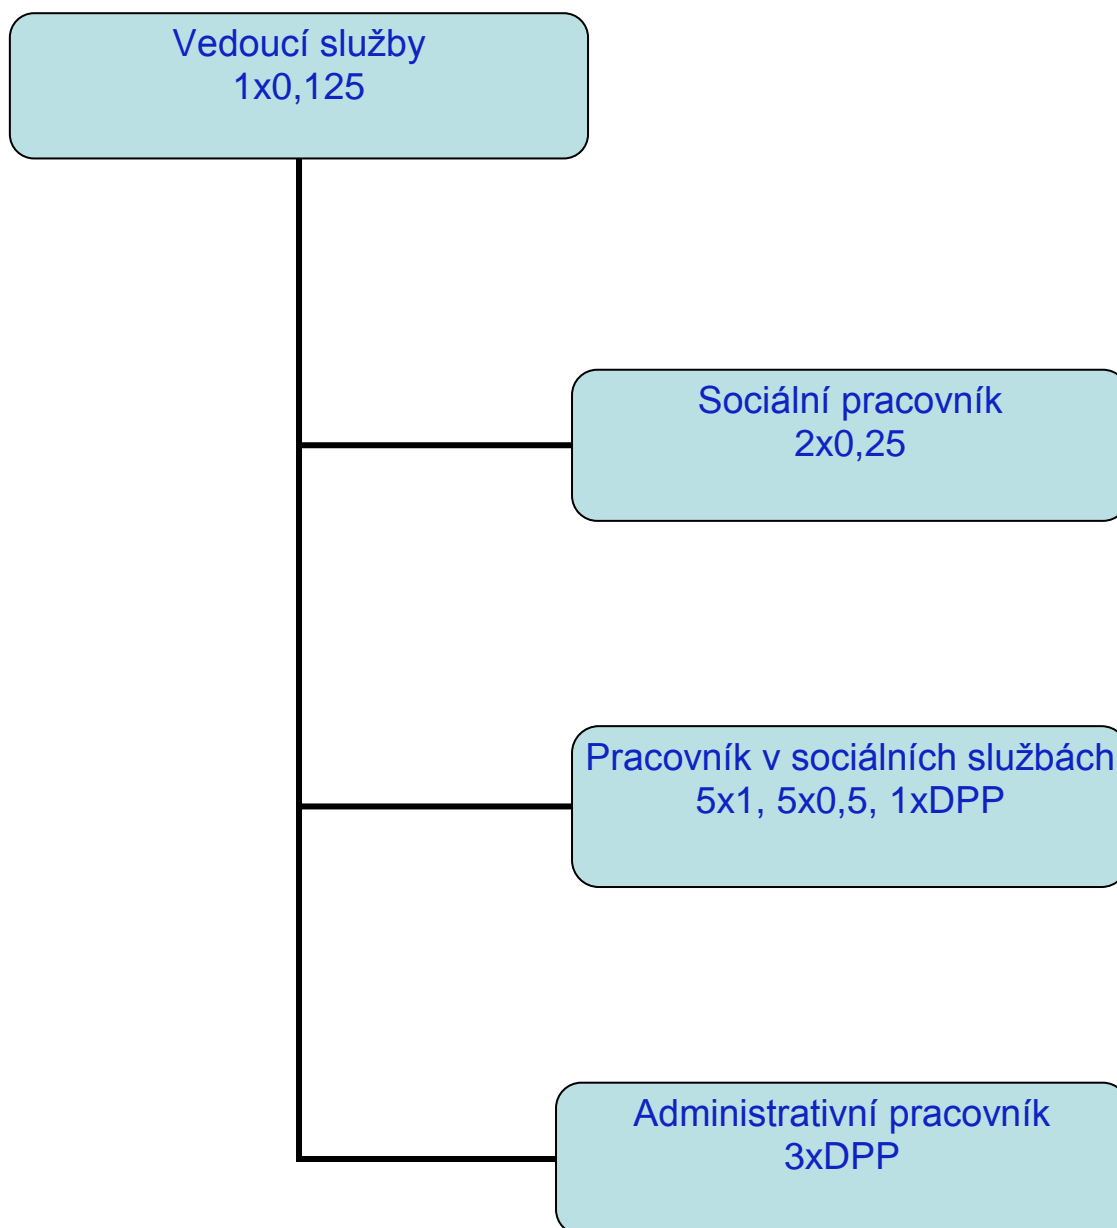 Vedoucí služby
1x0,125
Sociální pracovník
2x0,25
Pracovník v sociálních službách
5x1, 5x0,5, 1xDPP
Administrativní pracovník
3xDPP